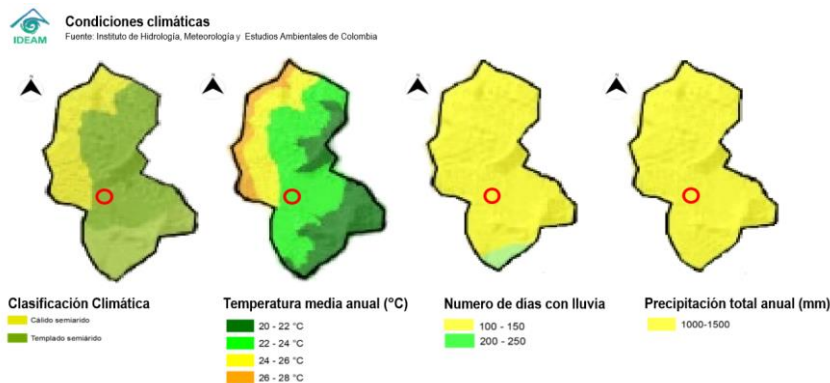 IDEAM
Condiciones climáticas
Fuente: Instituto de Hidrología, Meteorología y Estudios Ambientales de Colombia
Clasificación Climática
Cálido semiarido
Templado semiárido
Temperatura media anual (°C)
20 - 22 °C
22 - 24 °C
24 - 26 °C
26 - 28 °C
Numero de dias con lluvia
100 - 150
200 - 250
Precipitación total anual (mm)
1000-1500